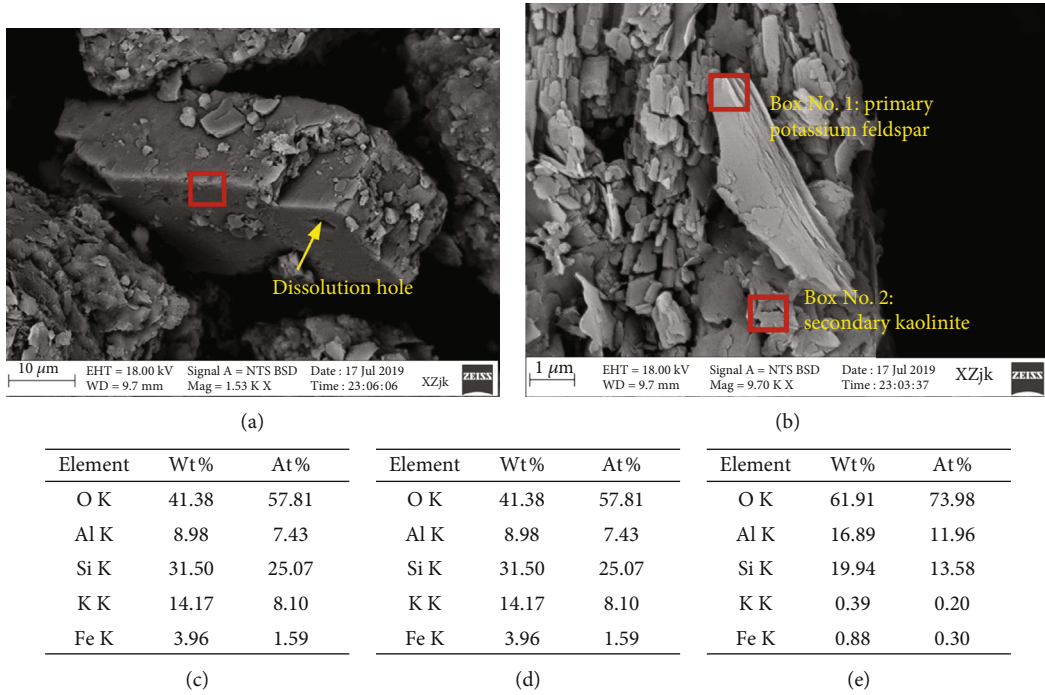 Dissolution hole
10 μm
EHT = 18.00 kV Signal A = NTS BSD Date : 17 Jul 2019
WD = 9.7 mm Mag = 1.53 K X Time : 23:06:06
XZjk
ZEISS
(a)
Box No. 1: primary
potassium feldspar
Box No. 2:
secondary kaolinite
1 μm
EHT = 18.00 kV Signal A = NTS BSD Date : 17 Jul 2019
WD = 9.7 mm Mag = 9.70 K X Time : 23:03:37
XZjk
ZEISS
(b)
Element Wt% At%
O K 41.38 57.81
Al K 8.98 7.43
Si K 31.50 25.07
K K 14.17 8.10
Fe K 3.96 1.59
(c)
Element Wt% At%
O K 41.38 57.81
Al K 8.98 7.43
Si K 31.50 25.07
K K 14.17 8.10
Fe K 3.96 1.59
(d)
Element Wt% At%
O K 61.91 73.98
Al K 16.89 11.96
Si K 19.94 13.58
K K 0.39 0.20
Fe K 0.88 0.30
(e)